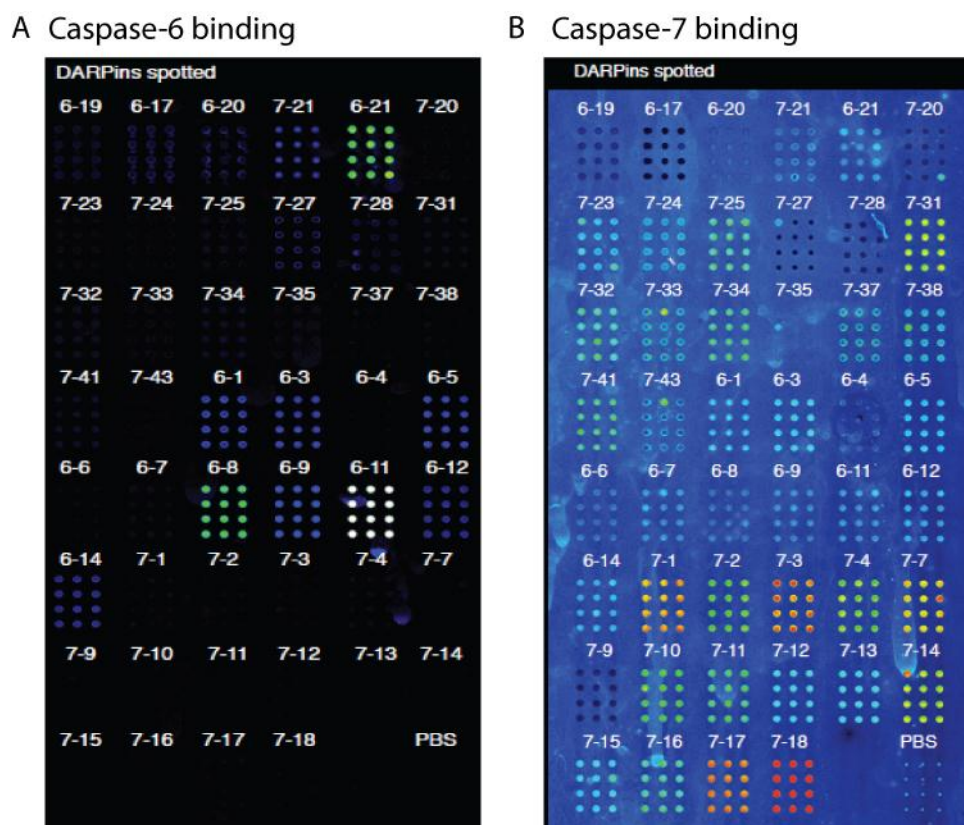 A Caspase-6 binding
DARPins spotted
6-19 6-17 6-20 7-21 6-21 7-20
7-23 7-24 7-25 7-27 7-28 7-31
7-32 7-33 7-34 7-35 7-37 7-38
7-41 7-43 6-1 6-3 6-4 6-5
6-6 6-7 6-8 6-9 6-11 6-12
6-14 7-1 7-2 7-3 7-4 7-7
7-9 7-10 7-11 7-12 7-13 7-14
7-15 7-16 7-17 7-18 PBS
B Caspase-7 binding
DARPins spotted
6-19 6-17 6-20 7-21 6-21 7-20
7-23 7-24 7-25 7-27 7-28 7-31
7-32 7-33 7-34 7-35 7-37 7-38
7-41 7-43 6-1 6-3 6-4 6-5
6-6 6-7 6-8 6-9 6-11 6-12
6-14 7-1 7-2 7-3 7-4 7-7
7-9 7-10 7-11 7-12 7-13 7-14
7-15 7-16 7-17 7-18 PBS